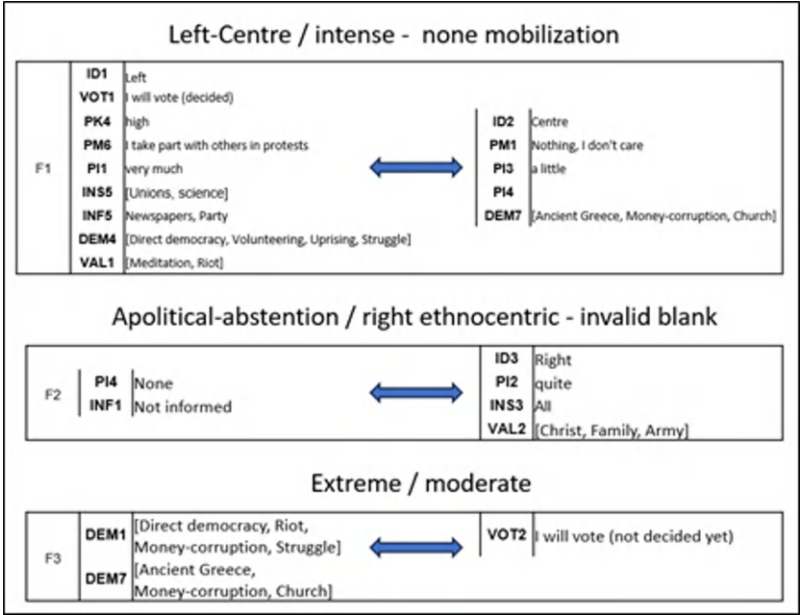 Left-Centre / intense - none mobilization
F1
ID1 Left
VOT1 I will vote (decided)
PK4 high
PM6 I take part with others in protests
PI1 very much
INS5 [Unions, science]
INF5 Newspapers, Party
DEM4 [Direct democracy, Volunteering, Uprising, Struggle]
VAL1 [Meditation, Riot]
ID2 Centre
PM1 Nothing, I don't care
PI3 a little
PI4
DEM7 [Ancient Greece, Money-corruption, Church]
Apolitical-abstention / right ethnocentric - invalid blank
F2
PI4 None
INF1 Not informed
ID3 Right
PI2 quite
INS3 All
VAL2 [Christ, Family, Army]
Extreme / moderate
F3
DEM1 [Direct democracy, Riot,
Money-corruption, Struggle]
DEM7 [Ancient Greece,
Money-corruption, Church]
VOT2 I will vote (not decided yet)